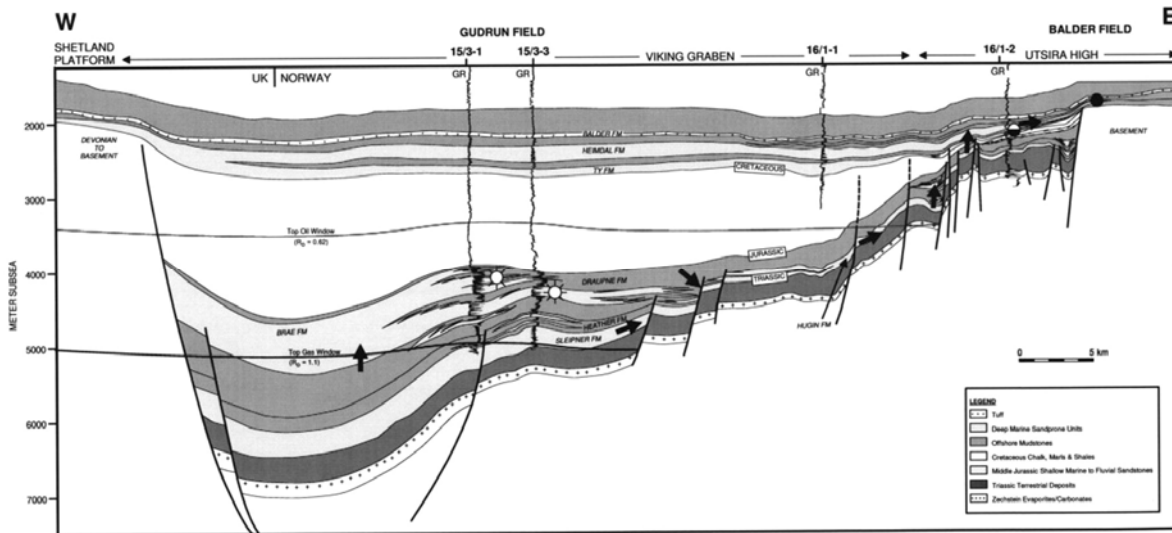 W
E
SHETLAND
PLATFORM
GUDRUN FIELD
15/3-1
15/3-3
VIKING GRABEN
16/1-1
16/1-2
BALDER FIELD
UTSIRA HIGH
UK
NORWAY
GR
GR
GR
GR
2000
3000
4000
5000
6000
7000
METER SUBSEA
DEVONIAN
TO
BASEMENT
BASEMENT
BALDER FM
HEIMDAL FM
TY FM
CRETACEOUS
Top Oil Window
(Ro = 0.62)
JURASSIC
TRIASSIC
DRAUPNE FM
BRAE FM
HEATHER FM
SLEIPNER FM
HUGIN FM
Top Gas Window
(Ro = 1.1)
0
5 km
LEGEND
Tuff
Deep Marine Sandprone Units
Offshore Mudstones
Cretaceous Chalk, Marls & Shales
Middle Jurassic Shallow Marine to Fluvial Sandstones
Triassic Terrestrial Deposits
Zechstein Evaporites/Carbonates